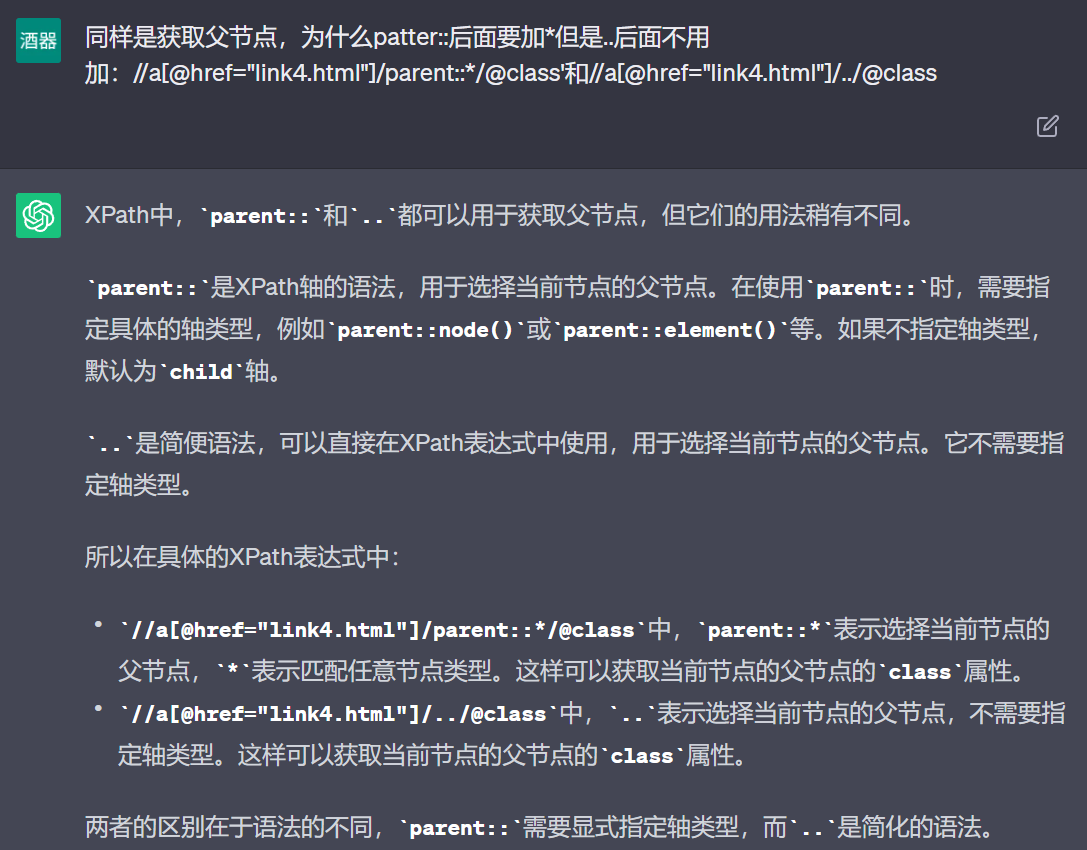 酒器
同样是获取父节点，为什么patter::后面要加*但是..后面不用
加：//a[@href="link4.html"]/parent::*/@class'和//a[@href="link4.html"]/../@class
XPath中，`parent::`和`..`都可以用于获取父节点，但它们的用法稍有不同。
`parent::`是XPath轴的语法，用于选择当前节点的父节点。在使用`parent::`时，需要指
定具体的轴类型，例如`parent::node()`或`parent::element()`等。如果不指定轴类型，
默认为`child`轴。
`..`是简便语法，可以直接在XPath表达式中使用，用于选择当前节点的父节点。它不需要指
定轴类型。
所以在具体的XPath表达式中：
• `//a[@href="link4.html"]/parent::*/@class`中，`parent::*`表示选择当前节点的
父节点，`*`表示匹配任意节点类型。这样可以获取当前节点的父节点的`class`属性。
• `//a[@href="link4.html"]/../@class`中，`..`表示选择当前节点的父节点，不需要指
定轴类型。这样可以获取当前节点的父节点的`class`属性。
两者的区别在于语法的不同，`parent::`需要显式指定轴类型，而`..`是简化的语法。